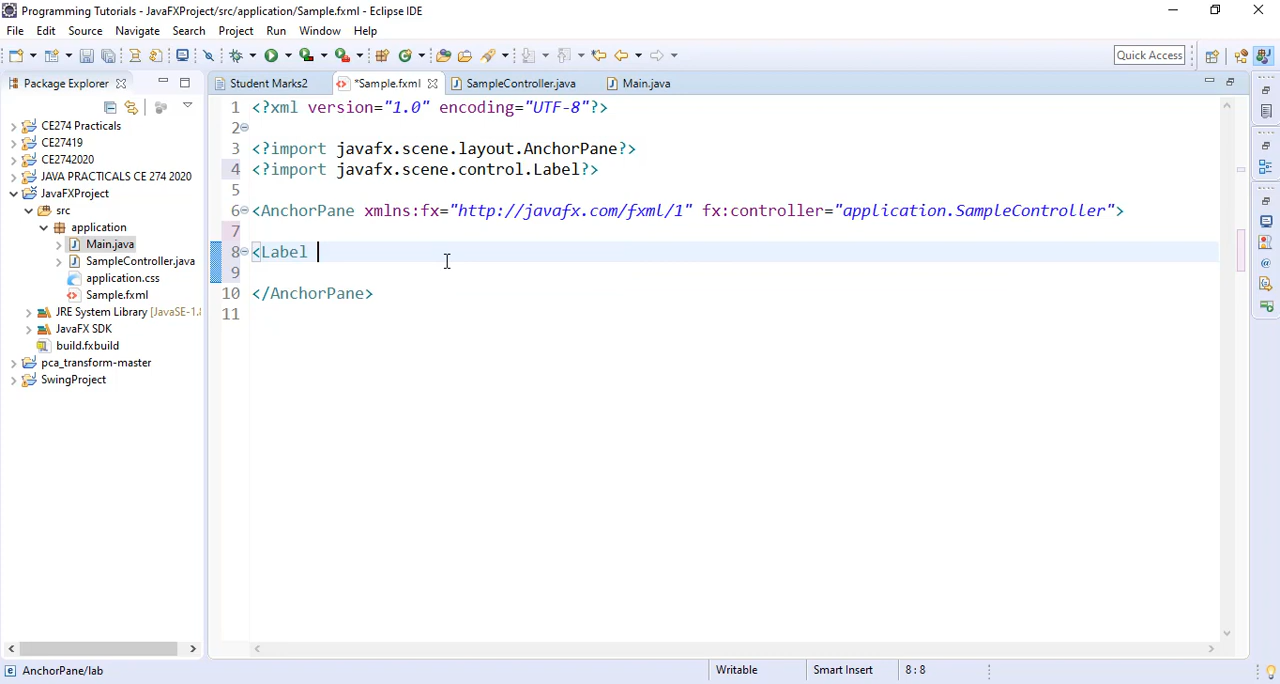 Programming Tutorials - JavaFXProject/src/application/Sample.fxml - Eclipse IDE
File Edit Source Navigate Search Project Run Window Help
Quick Access
Package Explorer
Student Marks2
*Sample.fxml
SampleController.java
Main.java
CE274 Practicals
CE27419
CE2742020
JAVA PRACTICALS CE 274 2020
JavaFXProject
src
application
Main.java
SampleController.java
application.css
Sample.fxml
JRE System Library [JavaSE-1.8
JavaFX SDK
build.fxbuild
pca_transform-master
SwingProject
1 <?xml version="1.0" encoding="UTF-8"?>
2
3 <?import javafx.scene.layout.AnchorPane?>
4 <?import javafx.scene.control.Label?>
5
6 <AnchorPane xmlns:fx="http://javafx.com/fxml/1" fx:controller="application.SampleController">
7
8 <Label
9
10 </AnchorPane>
11
AnchorPane/lab
Writable
Smart Insert
8 : 8